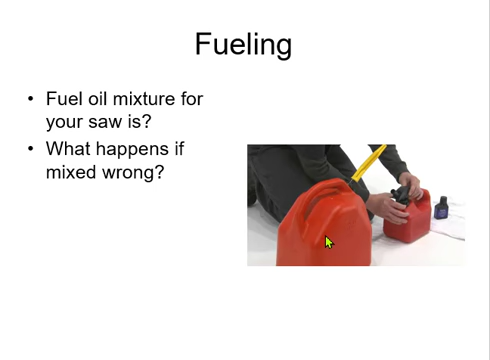 Fueling
• Fuel oil mixture for
your saw is?
• What happens if
mixed wrong?